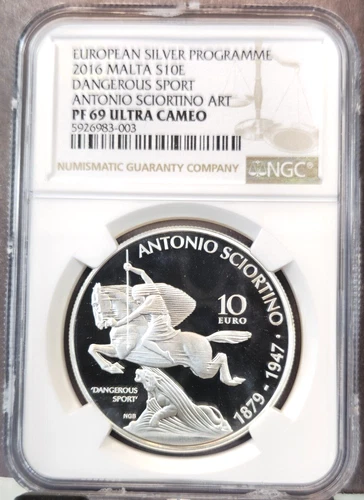 EUROPEAN SILVER PROGRAMME
2016 MALTA S10E
DANGEROUS SPORT
ANTONIO SCIORTINO ART
PF 69 ULTRA CAMEO
5926983-003
NUMISMATIC GUARANTY COMPANY
NGC
ANTONIO SCIORTINO
10
EURO
'DANGEROUS
SPORT'
NGB
1879 - 1947